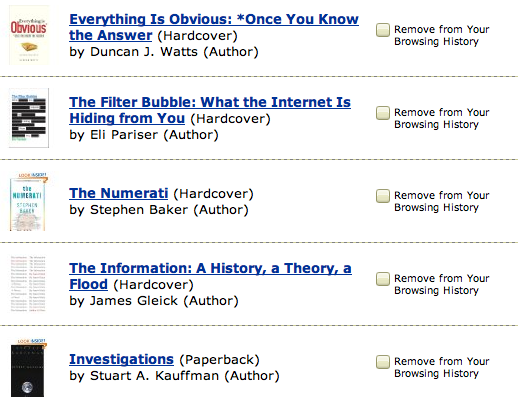 Everything Is Obvious: *Once You Know
the Answer (Hardcover)
by Duncan J. Watts (Author)
Remove from Your
Browsing History
The Filter Bubble: What the Internet Is
Hiding from You (Hardcover)
by Eli Pariser (Author)
Remove from Your
Browsing History
LOOK INSIDE!
the
NUMERATI
STEPHEN
BAKER
The Numerati (Hardcover)
by Stephen Baker (Author)
Remove from Your
Browsing History
The Information: A History, a Theory, a
Flood (Hardcover)
by James Gleick (Author)
Remove from Your
Browsing History
LOOK INSIDE!
Investigations (Paperback)
by Stuart A. Kauffman (Author)
Remove from Your
Browsing History